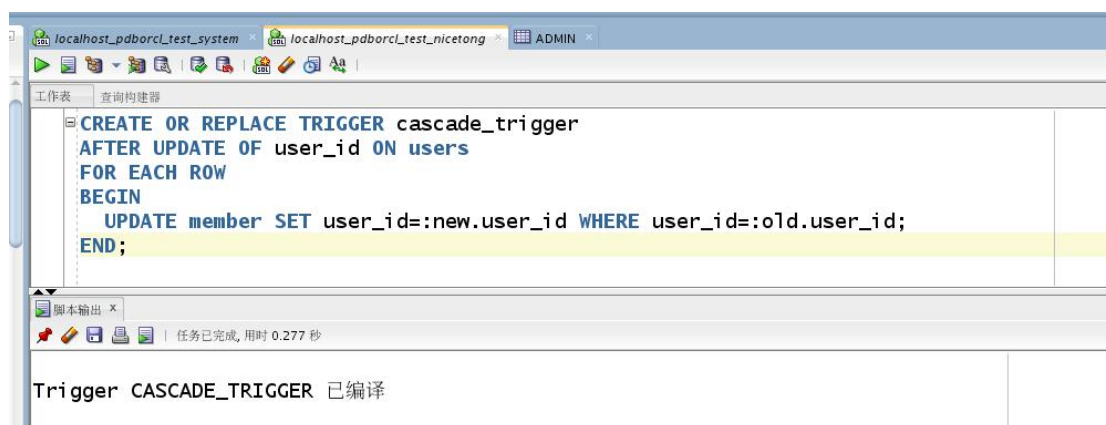 localhost_pdborcl_test_system localhost_pdborcl_test_nicetong ADMIN
工作表 查询构建器
CREATE OR REPLACE TRIGGER cascade_trigger
AFTER UPDATE OF user_id ON users
FOR EACH ROW
BEGIN
UPDATE member SET user_id=:new.user_id WHERE user_id=:old.user_id;
END;
脚本输出 x
任务已完成, 用时 0.277 秒
Trigger CASCADE_TRIGGER 已编译